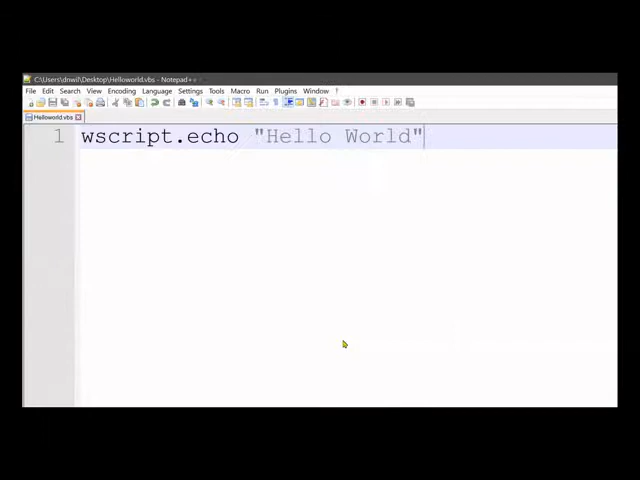 C:\Users\dnwil\Desktop\Helloworld.vbs - Notepad++
File Edit Search View Encoding Language Settings Tools Macro Run Plugins Window ?
Helloworld.vbs
1 wscript.echo "Hello World"